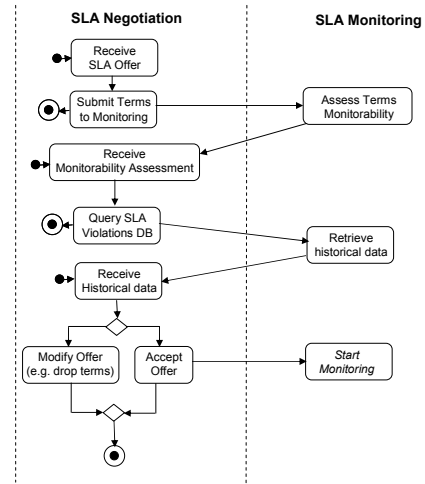 SLA Negotiation
SLA Monitoring
Receive
SLA Offer
Submit Terms
to Monitoring
Assess Terms
Monitorability
Receive
Monitorability Assessment
Query SLA
Violations DB
Retrieve
historical data
Receive
Historical data
Modify Offer
(e.g. drop terms)
Accept
Offer
Start
Monitoring